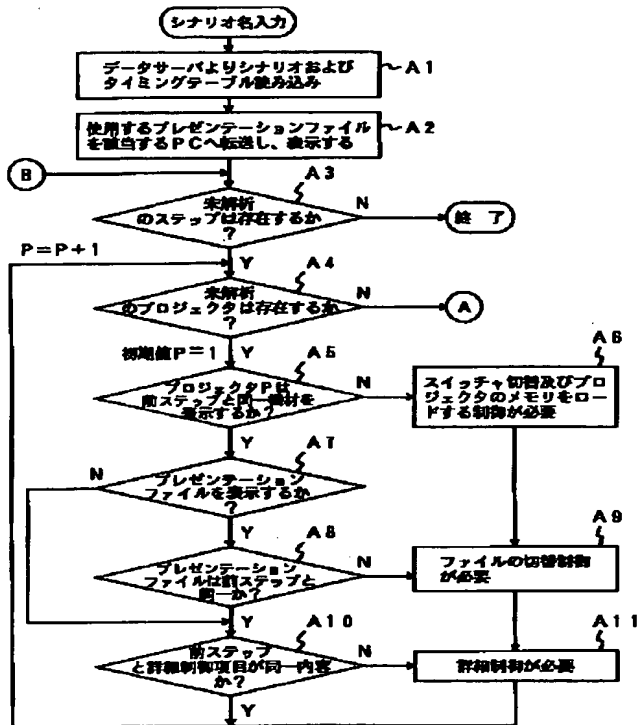 シナリオ名入力
データサーバよりシナリオおよび
タイミングテーブル読み込み
A1
使用するプレゼンテーションファイル
を該当するPCへ転送し、表示する
A2
B
A3
未解析
のステップは存在するか
?
N
終了
P=P+1
Y
A4
未解析
のプロジェクタは存在するか
?
N
A
初期値P=1
Y
A5
プロジェクタPは
前ステップと同一機材を
表示するか?
N
A6
スイッチャ切替及びプロ
ジェクタのメモリをロー
ドする制御が必要
Y
A7
プレゼンテーション
ファイルを表示するか
?
N
Y
A8
プレゼンテーション
ファイルは前ステップと
同一か?
N
A9
ファイルの切替制御
が必要
Y
A10
前ステップ
と詳細制御項目が同一内容
か?
N
A11
詳細制御が必要
Y